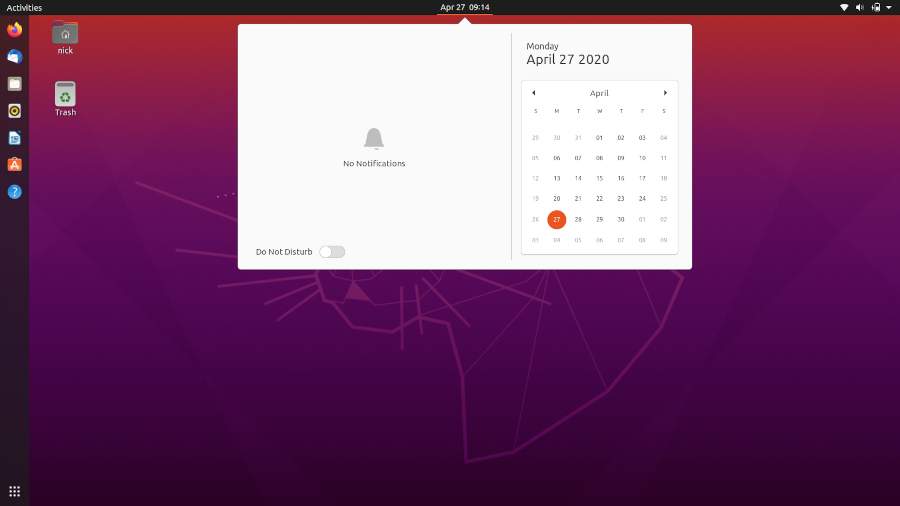 Activities
Apr 27 09:14
nick
Trash
No Notifications
Do Not Disturb
Monday
April 27 2020
April
S M T W T F S
29 30 31 01 02 03 04
05 06 07 08 09 10 11
12 13 14 15 16 17 18
19 20 21 22 23 24 25
26 27 28 29 30 01 02
03 04 05 06 07 08 09